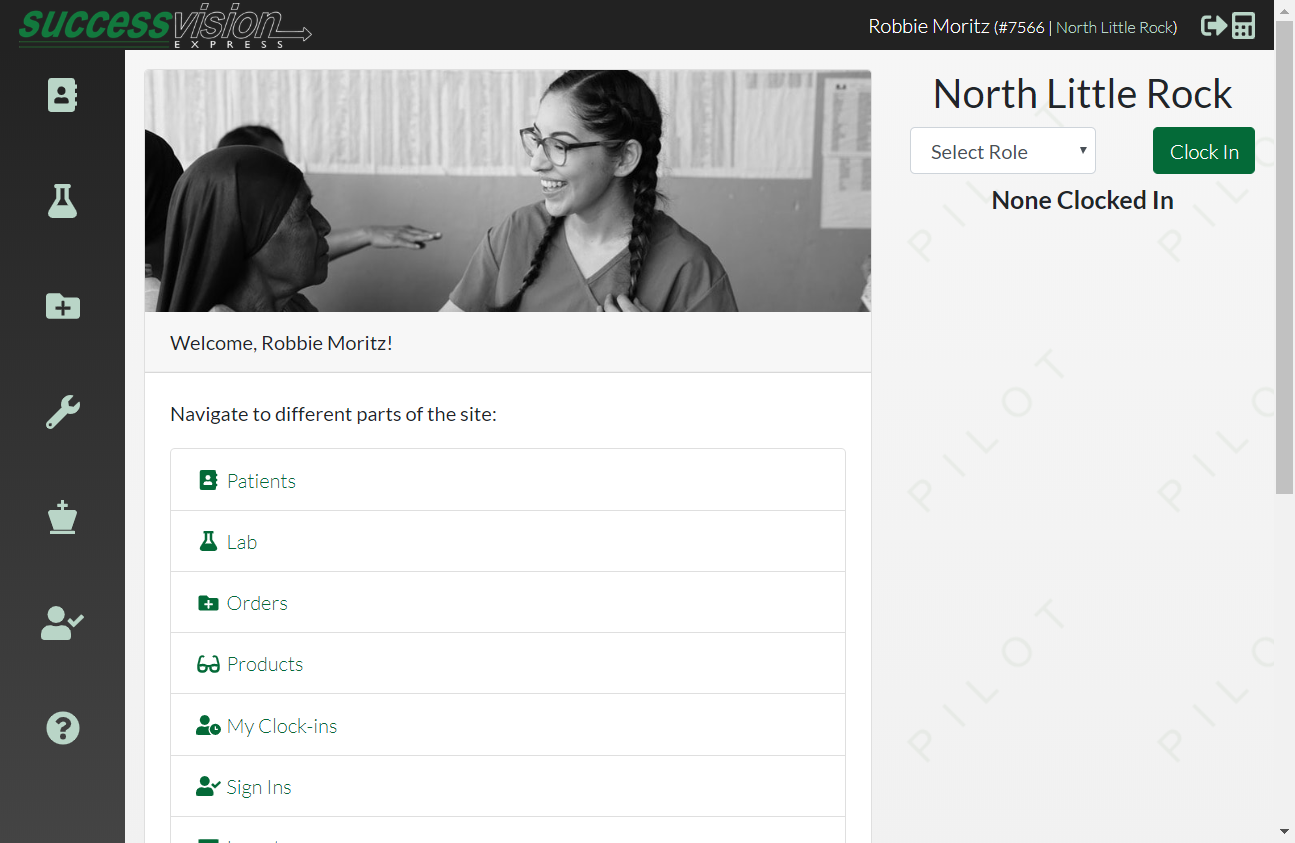 successvision
EXPRESS
Robbie Moritz (#7566 | North Little Rock)
North Little Rock
Select Role
Clock In
None Clocked In
Welcome, Robbie Moritz!
Navigate to different parts of the site:
Patients
Lab
Orders
Products
My Clock-ins
Sign Ins
PILOT
PILOT
PILOT
PILOT
PILOT
PILOT